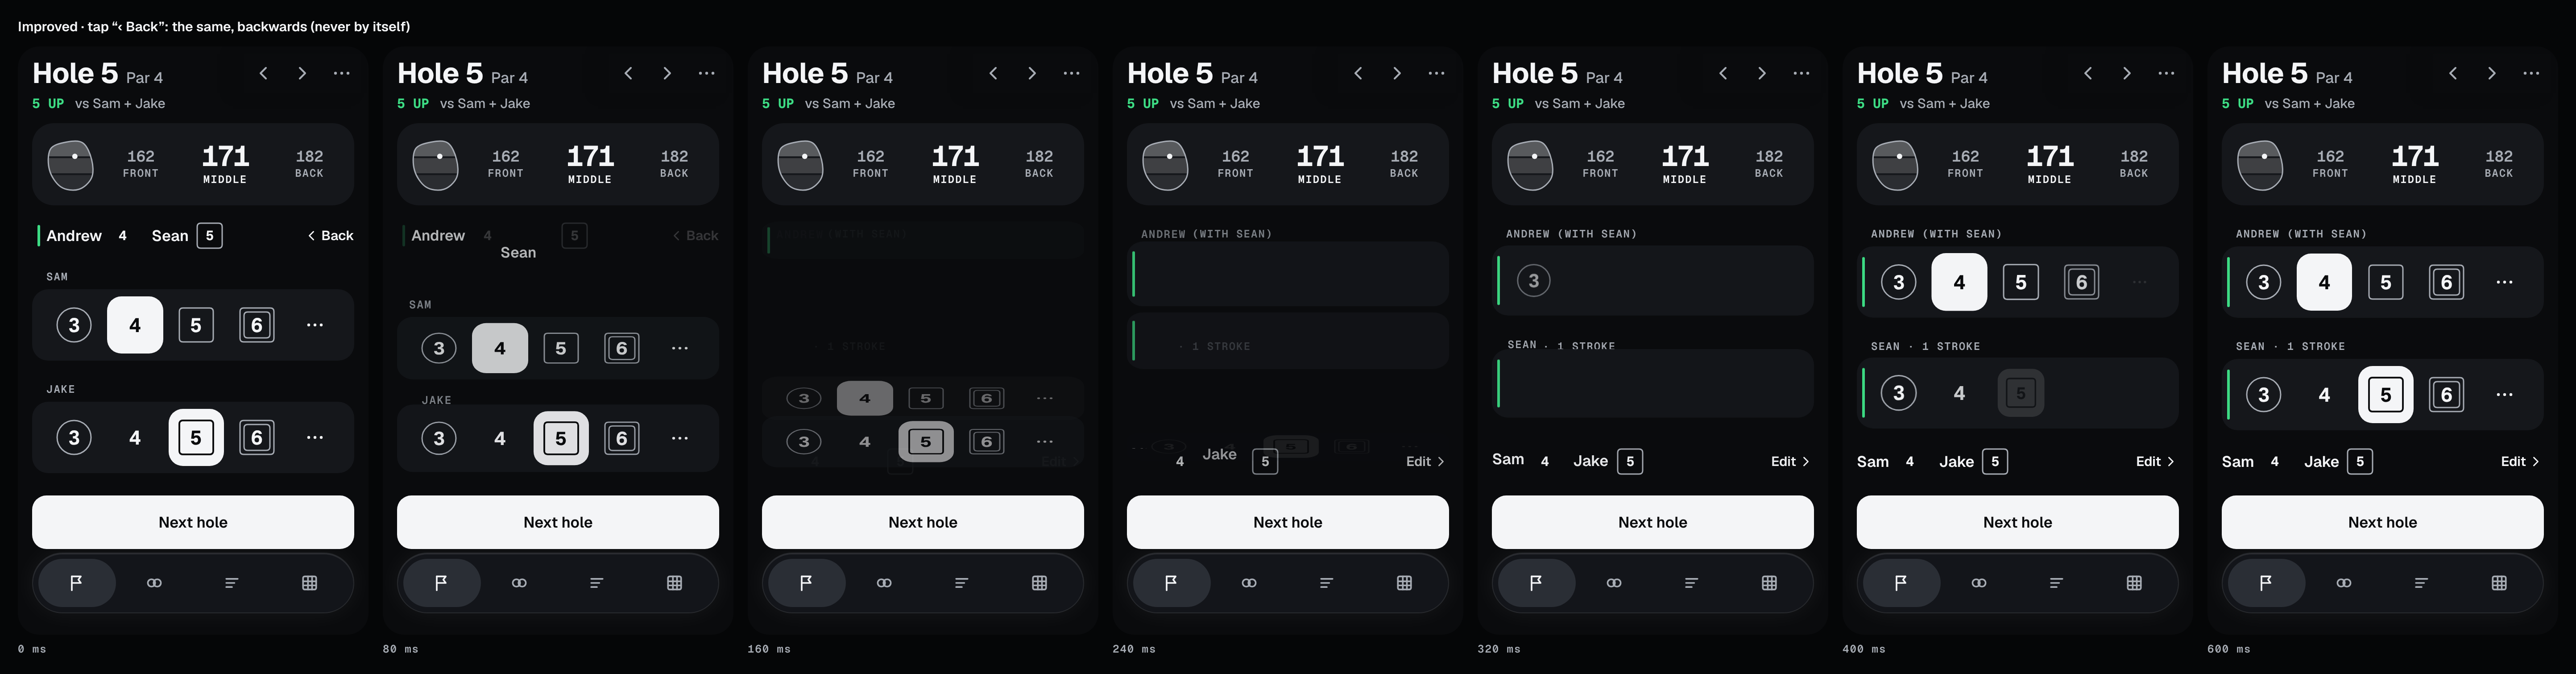 Improved · tap “‹ Back”: the same, backwards (never by itself)
Hole 5 Par 4
5 UP vs Sam + Jake
162 171 182
FRONT MIDDLE BACK
Andrew 4 Sean 5 ‹ Back
SAM
3 4 5 6 ...
JAKE
3 4 5 6 ...
Next hole
0 ms
Hole 5 Par 4
5 UP vs Sam + Jake
162 171 182
FRONT MIDDLE BACK
Andrew 4 5 ‹ Back
Sean
SAM
3 4 5 6 ...
JAKE
3 4 5 6 ...
Next hole
80 ms
Hole 5 Par 4
5 UP vs Sam + Jake
162 171 182
FRONT MIDDLE BACK
(WITH SEAN)
1 STROKE
3 4 5 6 ...
3 4 5 6 ...
4 5 Edit ›
Next hole
160 ms
Hole 5 Par 4
5 UP vs Sam + Jake
162 171 182
FRONT MIDDLE BACK
ANDREW (WITH SEAN)
· 1 STROKE
3 4 5 6 ...
4 Jake 5 Edit ›
Next hole
240 ms
Hole 5 Par 4
5 UP vs Sam + Jake
162 171 182
FRONT MIDDLE BACK
ANDREW (WITH SEAN)
3
SEAN · 1 STROKE
Sam 4 Jake 5 Edit ›
Next hole
320 ms
Hole 5 Par 4
5 UP vs Sam + Jake
162 171 182
FRONT MIDDLE BACK
ANDREW (WITH SEAN)
3 4 5 6 ...
SEAN · 1 STROKE
3 4 5
Sam 4 Jake 5 Edit ›
Next hole
400 ms
Hole 5 Par 4
5 UP vs Sam + Jake
162 171 182
FRONT MIDDLE BACK
ANDREW (WITH SEAN)
3 4 5 6 ...
SEAN · 1 STROKE
3 4 5 6 ...
Sam 4 Jake 5 Edit ›
Next hole
600 ms